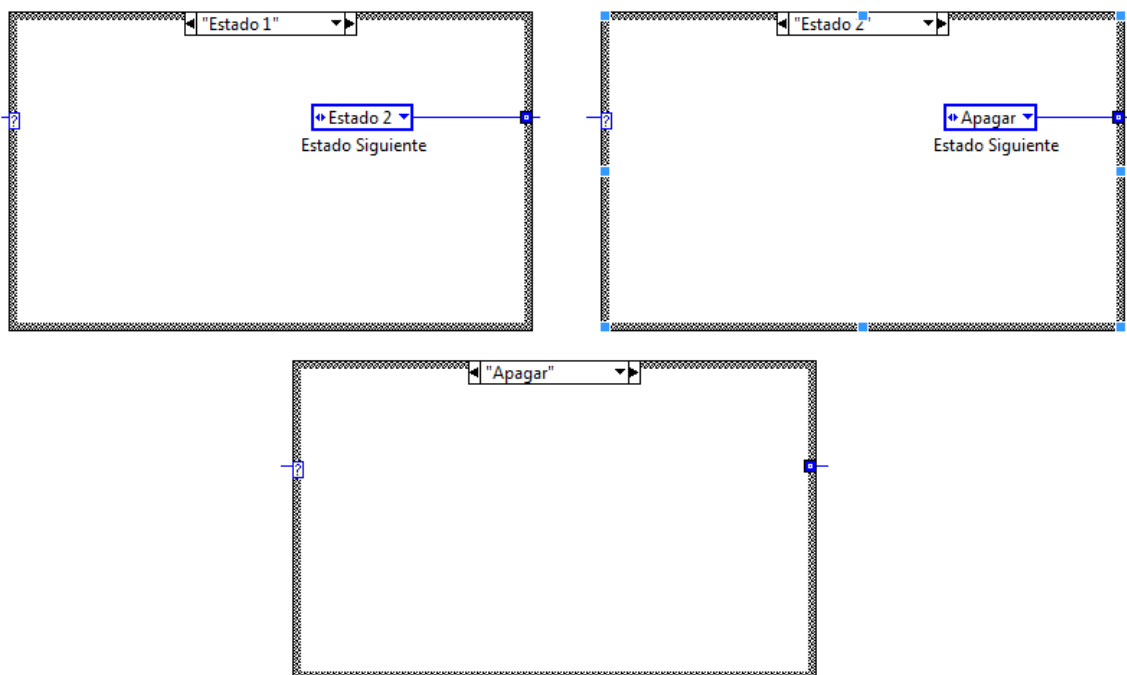 "Estado 1"
"Estado 2"
?
Estado 2
?
Apagar
Estado Siguiente
Estado Siguiente
"Apagar"
?